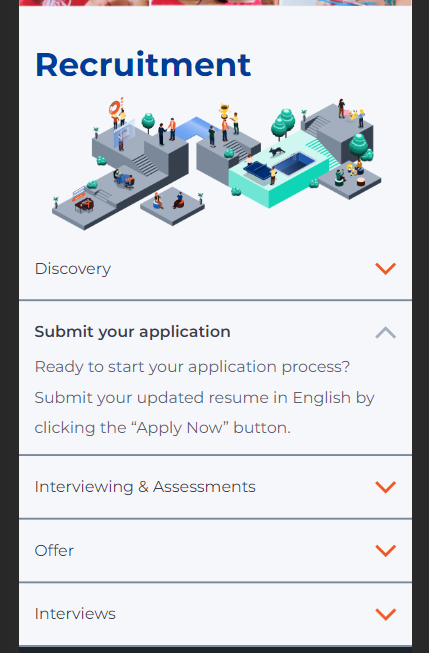 Recruitment
Discovery
Submit your application
Ready to start your application process?
Submit your updated resume in English by
clicking the “Apply Now” button.
Interviewing & Assessments
Offer
Interviews